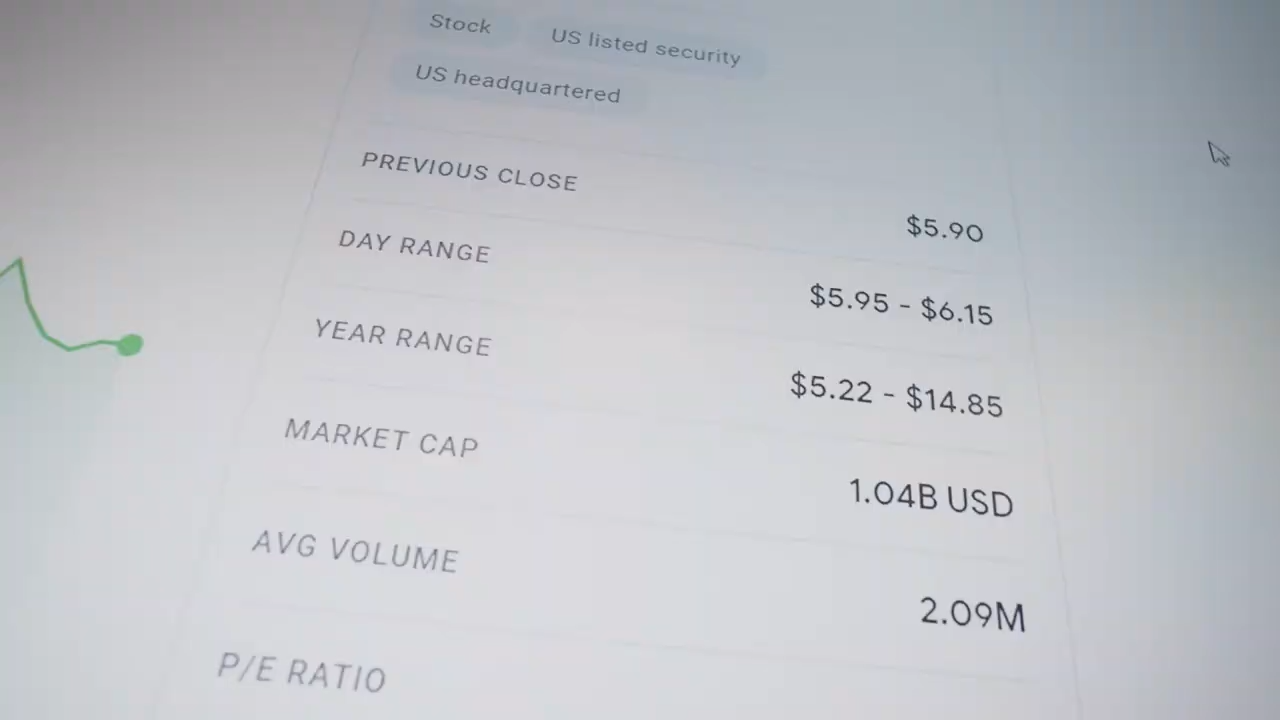 Stock
US listed security
US headquartered
PREVIOUS CLOSE
$5.90
DAY RANGE
$5.95 - $6.15
YEAR RANGE
$5.22 - $14.85
MARKET CAP
1.04B USD
AVG VOLUME
2.09M
P/E RATIO